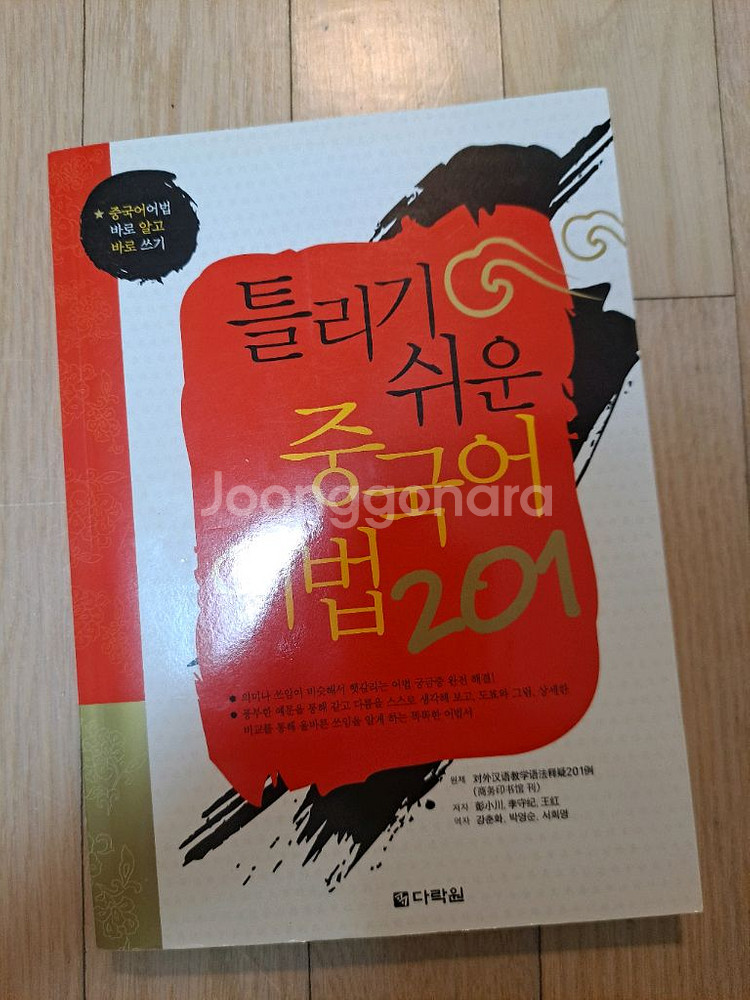 ★ 중국어어법
바로 알고
바로 쓰기
틀리기
쉬운
중국어
어법 201
Joonggonara
● 의미나 쓰임이 비슷해서 헷갈리는 어법 궁금증 완전 해결!
● 풍부한 예문을 통해 같고 다름을 스스로 생각해 보고, 도표와 그림, 상세한
비교를 통해 올바른 쓰임을 알게 하는 똑똑한 어법서
원제 对外汉语教学语法释疑201例
(商务印书馆 刊)
저자 彭小川, 李守纪, 王红
역자 강춘화, 박영순, 서희명
다락원